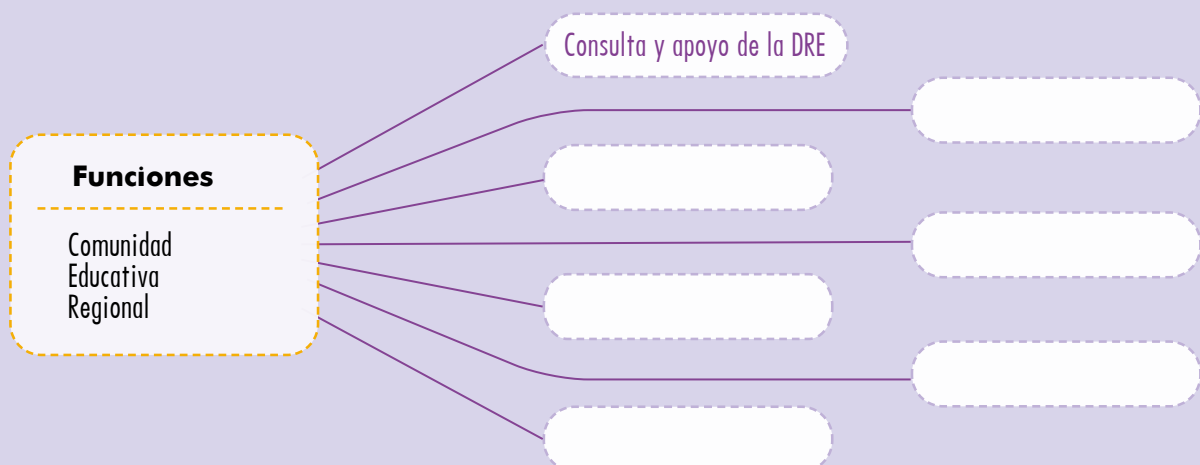 Consulta y apoyo de la DRE
Funciones
Comunidad
Educativa
Regional